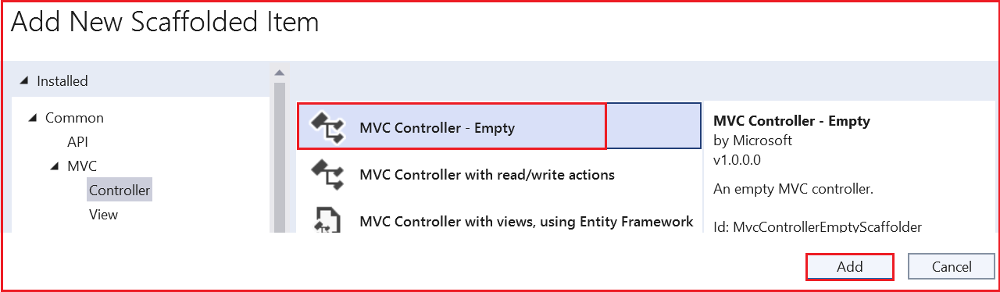 Add New Scaffolded Item
Installed
Common
API
MVC
Controller
View
MVC Controller - Empty
MVC Controller with read/write actions
MVC Controller with views, using Entity Framework
MVC Controller - Empty
by Microsoft
v1.0.0.0
An empty MVC controller.
Id: MvcControllerEmptyScaffolder
Add
Cancel